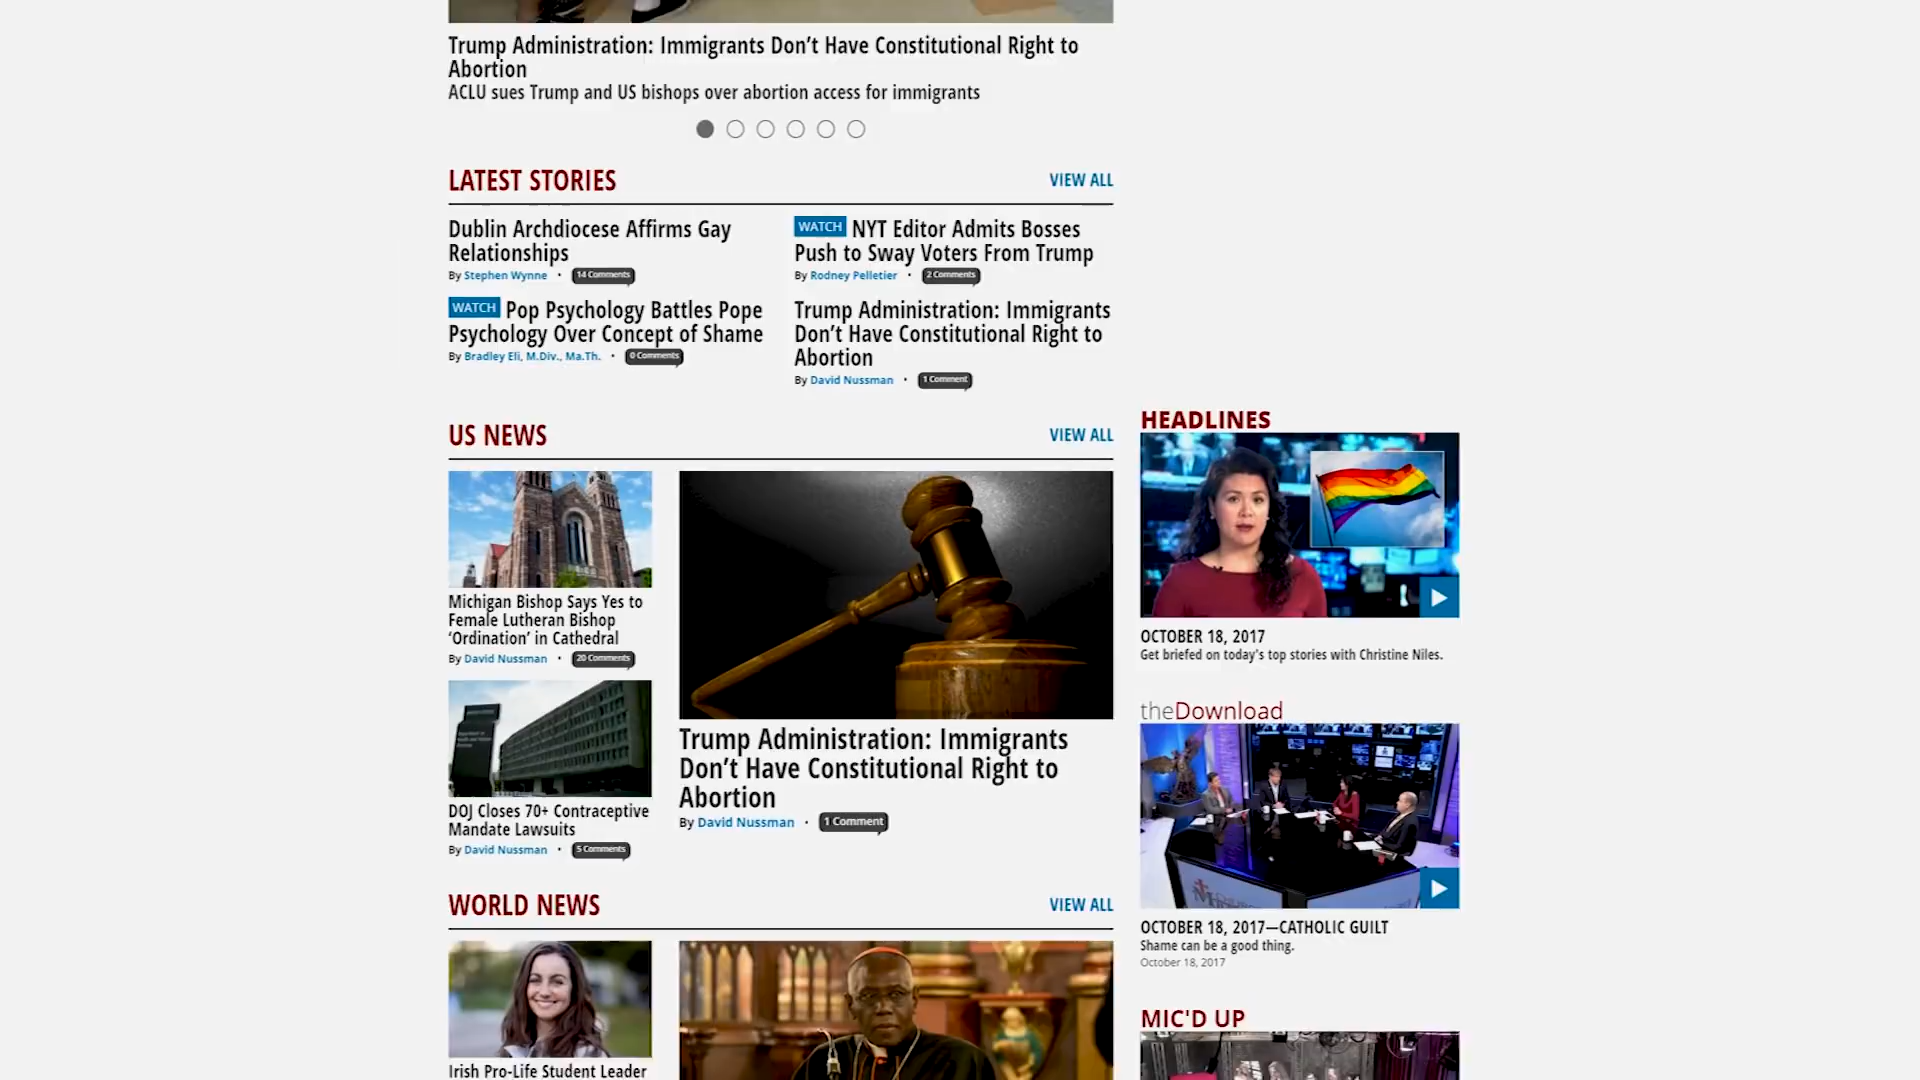 Trump Administration: Immigrants Don't Have Constitutional Right to
Abortion
ACLU sues Trump and US bishops over abortion access for immigrants
LATEST STORIES
VIEW ALL
Dublin Archdiocese Affirms Gay
Relationships
By Stephen Wynne • 14 Comments
WATCH NYT Editor Admits Bosses
Push to Sway Voters From Trump
By Rodney Pelletier • 2 Comments
WATCH Pop Psychology Battles Pope
Psychology Over Concept of Shame
By Bradley Eli, M.Div., Ma.Th. • 0 Comments
Trump Administration: Immigrants
Don't Have Constitutional Right to
Abortion
By David Nussman • 1 Comment
US NEWS
VIEW ALL
Michigan Bishop Says Yes to
Female Lutheran Bishop
'Ordination' in Cathedral
By David Nussman • 20 Comments
DOJ Closes 70+ Contraceptive
Mandate Lawsuits
By David Nussman • 5 Comments
Trump Administration: Immigrants
Don't Have Constitutional Right to
Abortion
By David Nussman • 1 Comment
WORLD NEWS
VIEW ALL
Irish Pro-Life Student Leader
HEADLINES
OCTOBER 18, 2017
Get briefed on today's top stories with Christine Niles.
theDownload
OCTOBER 18, 2017—CATHOLIC GUILT
Shame can be a good thing.
October 18, 2017
MIC'D UP